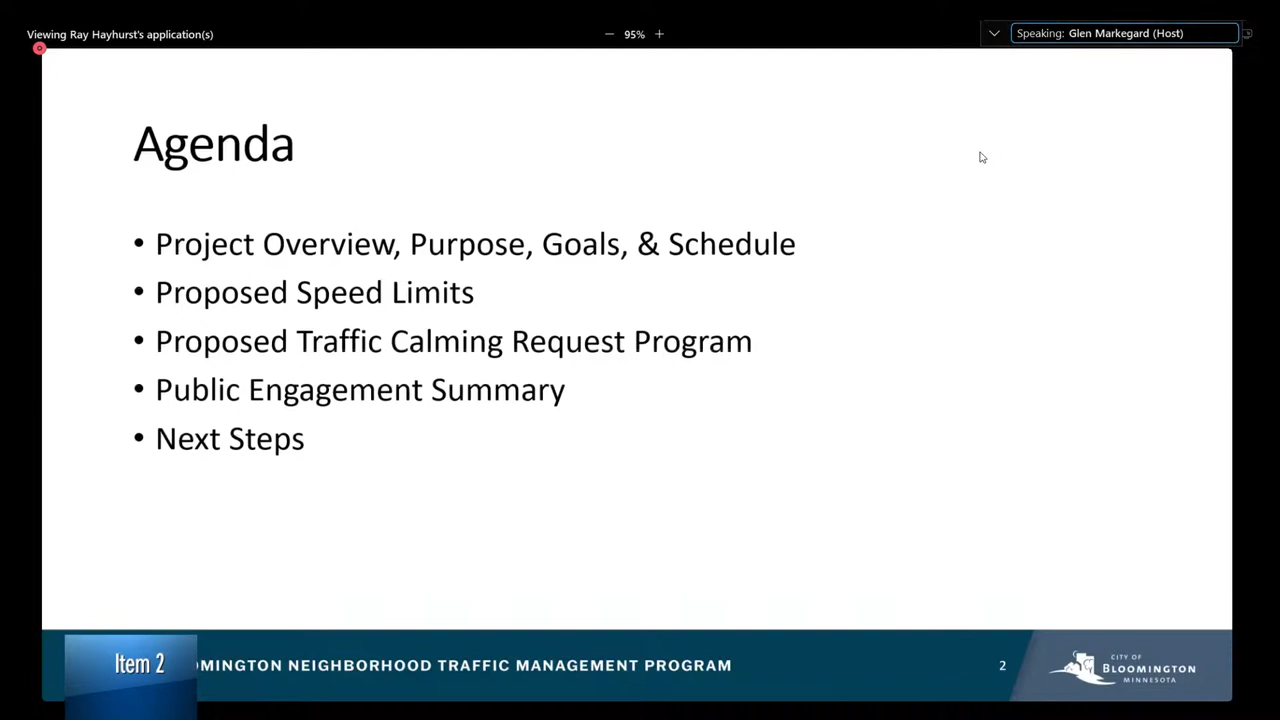 Viewing Ray Hayhurst's application(s)
95%
Speaking: Glen Markegard (Host)
Agenda
• Project Overview, Purpose, Goals, & Schedule
• Proposed Speed Limits
• Proposed Traffic Calming Request Program
• Public Engagement Summary
• Next Steps
Item 2
OMINGTON NEIGHBORHOOD TRAFFIC MANAGEMENT PROGRAM
2
CITY OF
BLOOMINGTON
MINNESOTA